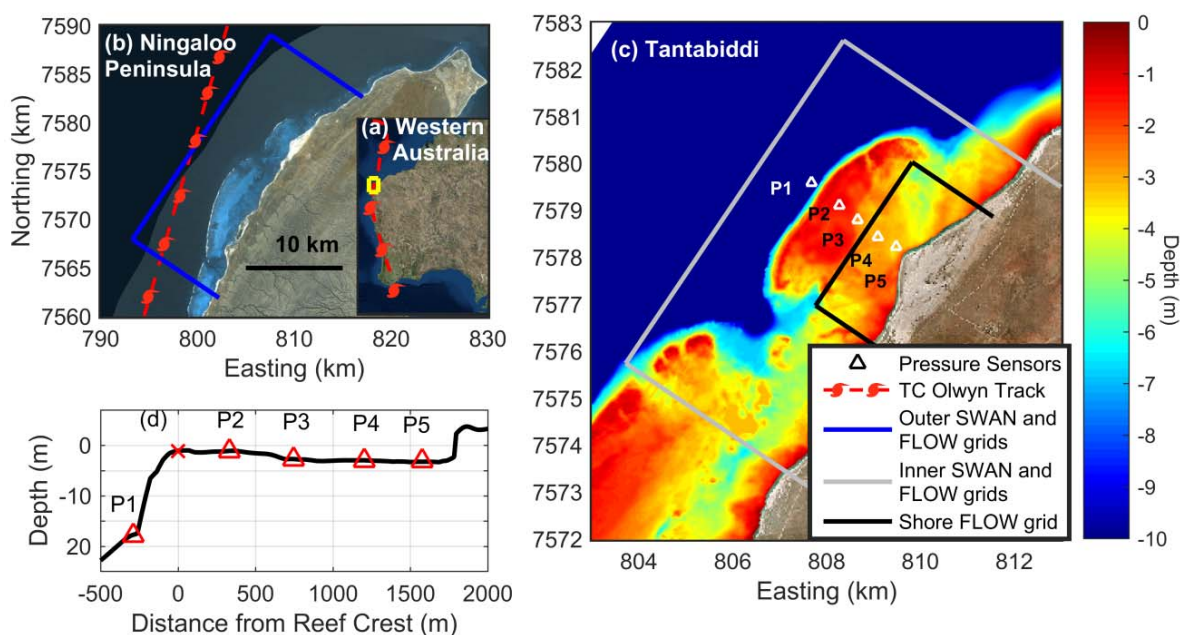 7590
7585
7580
7575
7570
7565
7560
Northing (km)
(b) Ningaloo
Peninsula
(a) Western
Australia
10 km
790
800
810
820
830
Easting (km)
(d)
P1
P2
P3
P4
P5
0
-10
20
Depth (m)
-500
0
500
1000
1500
2000
Distance from Reef Crest (m)
7583
7582
7581
7580
7579
7578
7577
7576
7575
7574
7573
7572
(c) Tantabiddi
P1
P2
P3
P4
P5
Pressure Sensors
TC Olwyn Track
Outer SWAN and
FLOW grids
Inner SWAN and
FLOW grids
Shore FLOW grid
804
806
808
810
812
Easting (km)
0
-1
-2
-3
-4
-5
-6
-7
-8
-9
-10
Depth (m)